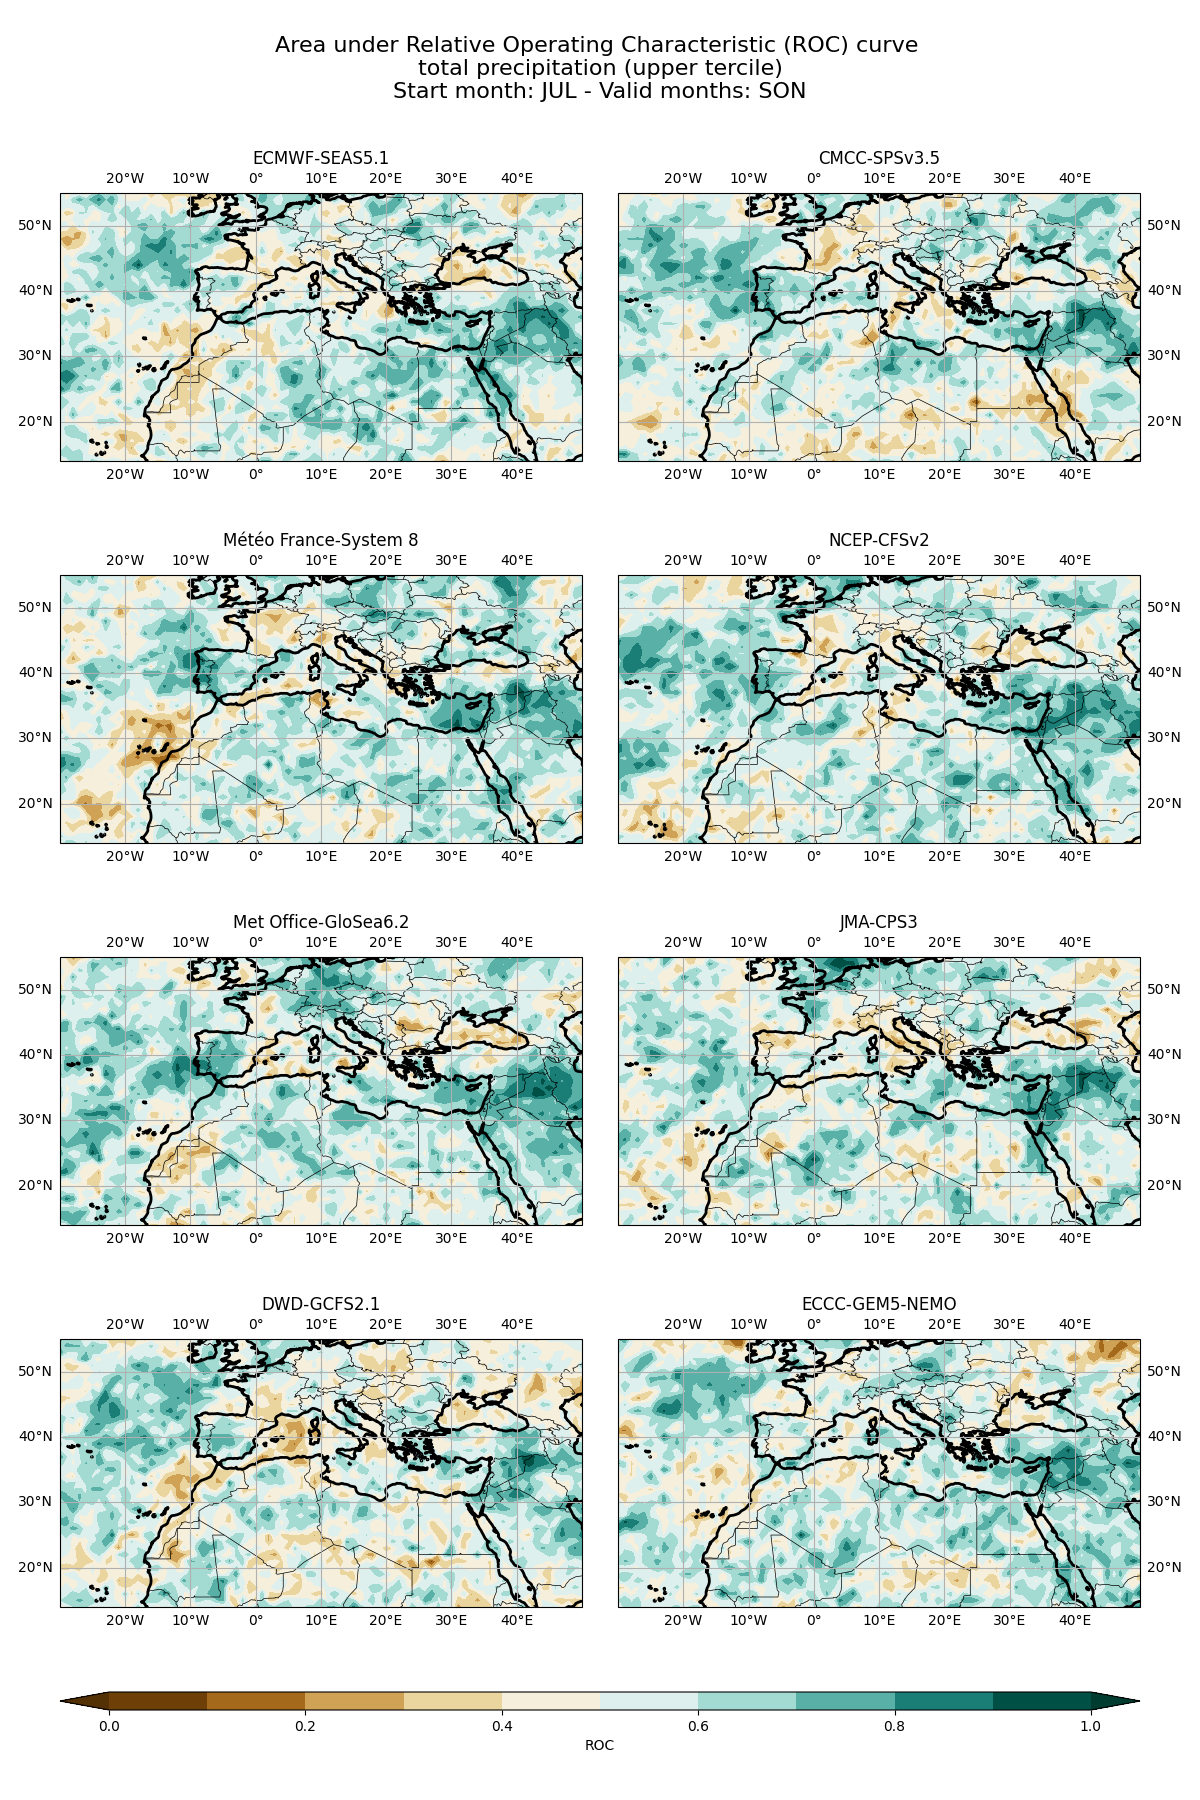 Area under Relative Operating Characteristic (ROC) curve
total precipitation (upper tercile)
Start month: JUL - Valid months: SON
ECMWF-SEAS5.1
20°W 10°W 0° 10°E 20°E 30°E 40°E
50°N
40°N
30°N
20°N
20°W 10°W 0° 10°E 20°E 30°E 40°E
CMCC-SPSv3.5
20°W 10°W 0° 10°E 20°E 30°E 40°E
50°N
40°N
30°N
20°N
20°W 10°W 0° 10°E 20°E 30°E 40°E
Météo France-System 8
20°W 10°W 0° 10°E 20°E 30°E 40°E
50°N
40°N
30°N
20°N
20°W 10°W 0° 10°E 20°E 30°E 40°E
NCEP-CFSv2
20°W 10°W 0° 10°E 20°E 30°E 40°E
50°N
40°N
30°N
20°N
20°W 10°W 0° 10°E 20°E 30°E 40°E
Met Office-GloSea6.2
20°W 10°W 0° 10°E 20°E 30°E 40°E
50°N
40°N
30°N
20°N
20°W 10°W 0° 10°E 20°E 30°E 40°E
JMA-CPS3
20°W 10°W 0° 10°E 20°E 30°E 40°E
50°N
40°N
30°N
20°N
20°W 10°W 0° 10°E 20°E 30°E 40°E
DWD-GCFS2.1
20°W 10°W 0° 10°E 20°E 30°E 40°E
50°N
40°N
30°N
20°N
20°W 10°W 0° 10°E 20°E 30°E 40°E
ECCC-GEM5-NEMO
20°W 10°W 0° 10°E 20°E 30°E 40°E
50°N
40°N
30°N
20°N
20°W 10°W 0° 10°E 20°E 30°E 40°E
0.0 0.2 0.4 0.6 0.8 1.0
ROC